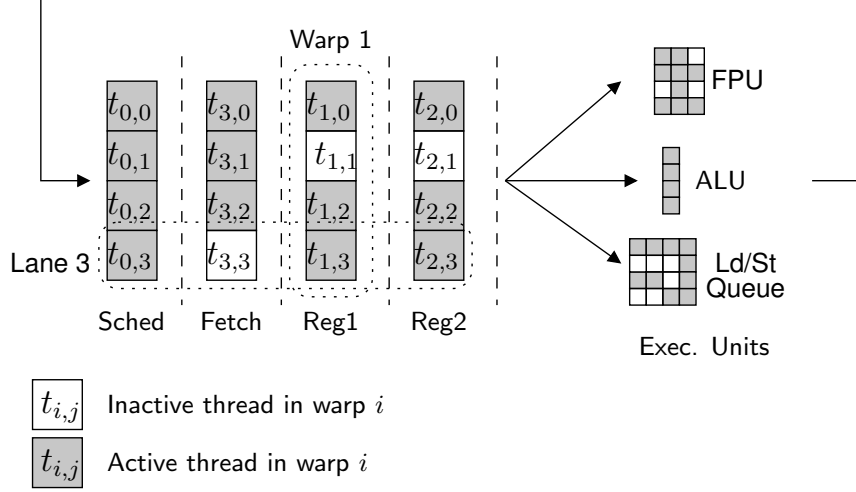 Warp 1
t0,0 t3,0 t1,0 t2,0
t0,1 t3,1 t1,1 t2,1
t0,2 t3,2 t1,2 t2,2
Lane 3 t0,3 t3,3 t1,3 t2,3
Sched Fetch Reg1 Reg2
FPU
ALU
Ld/St
Queue
Exec. Units
ti,j Inactive thread in warp i
ti,j Active thread in warp i